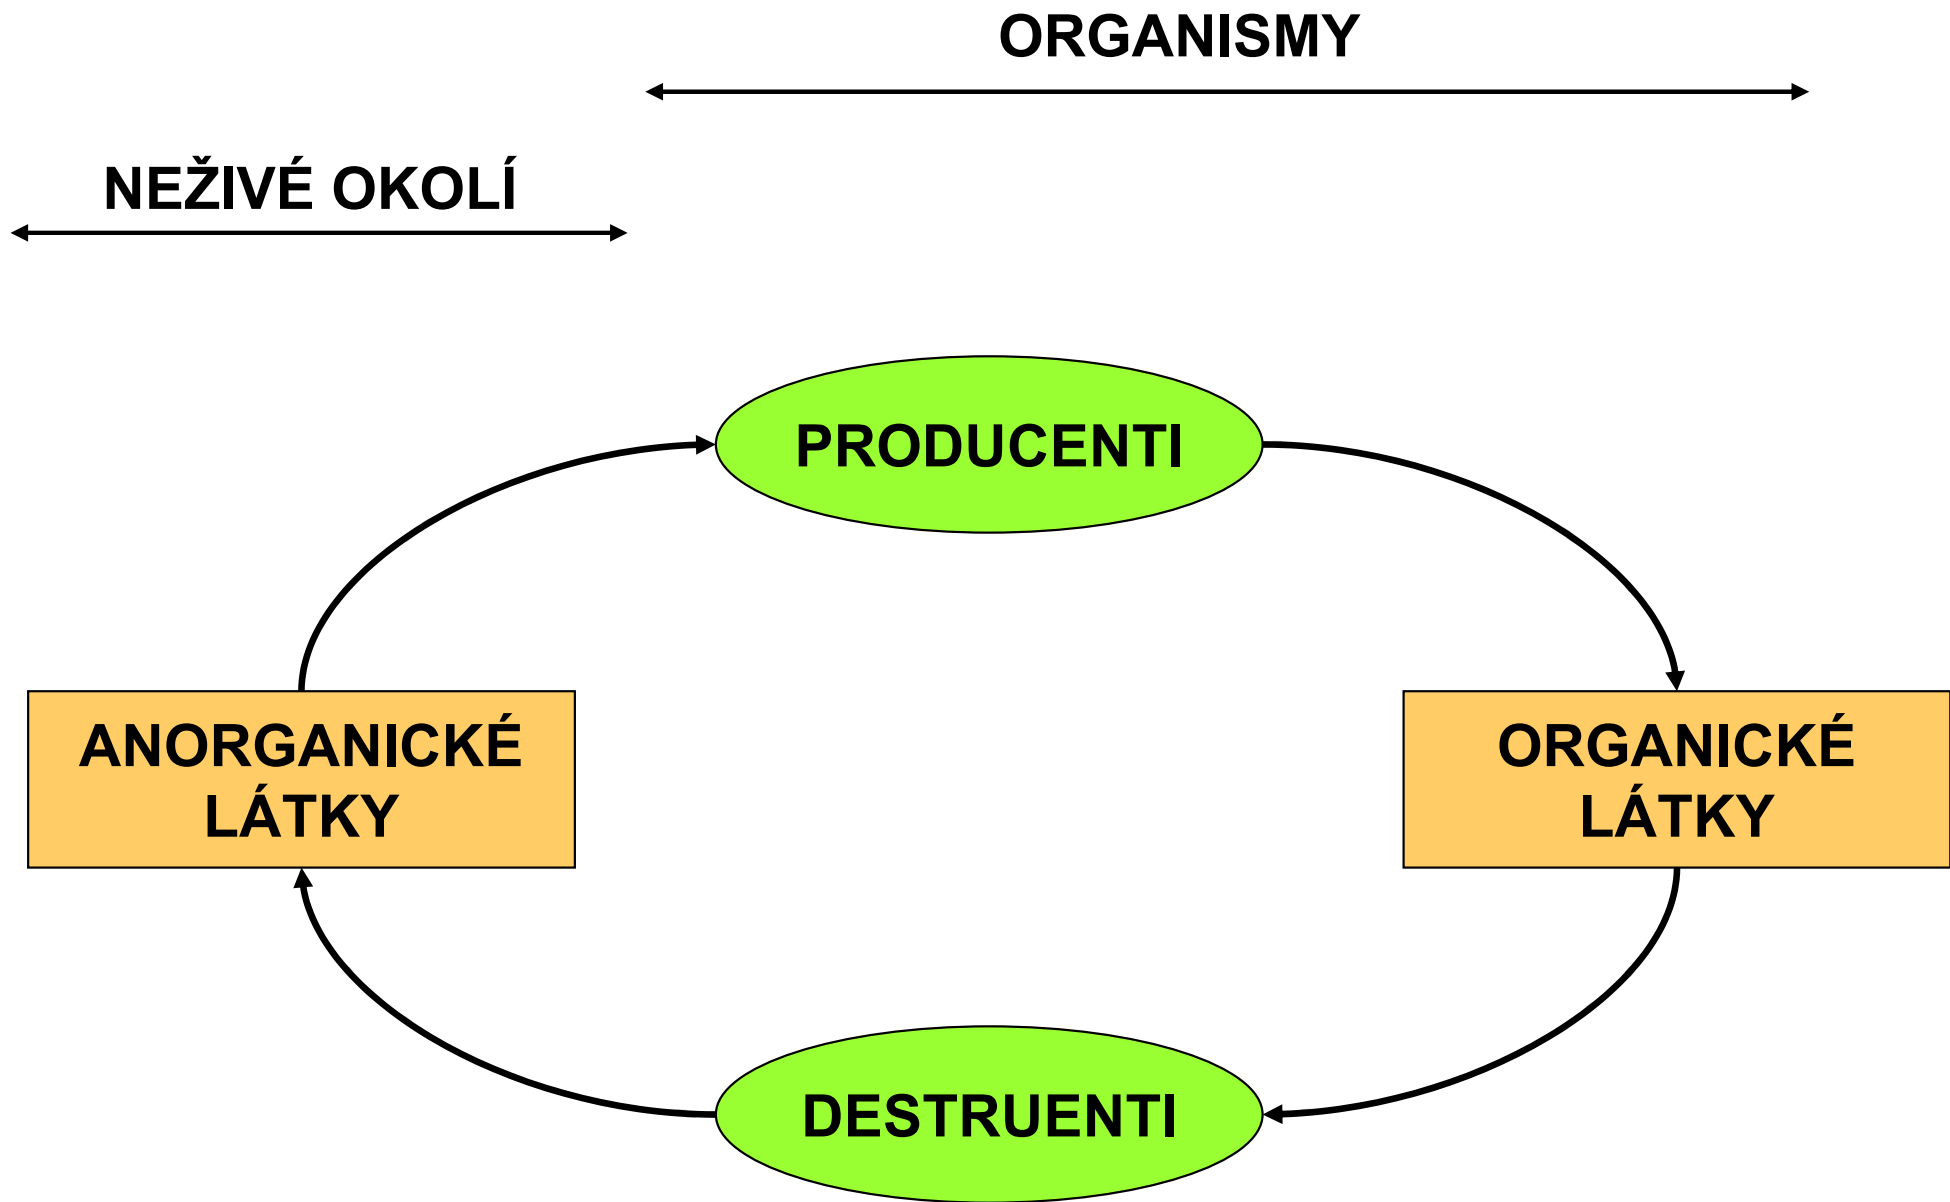 ORGANISMY
NEŽIVÉ OKOLÍ
PRODUCENTI
ANORGANICKÉ
LÁTKY
ORGANICKÉ
LÁTKY
DESTRUENTI